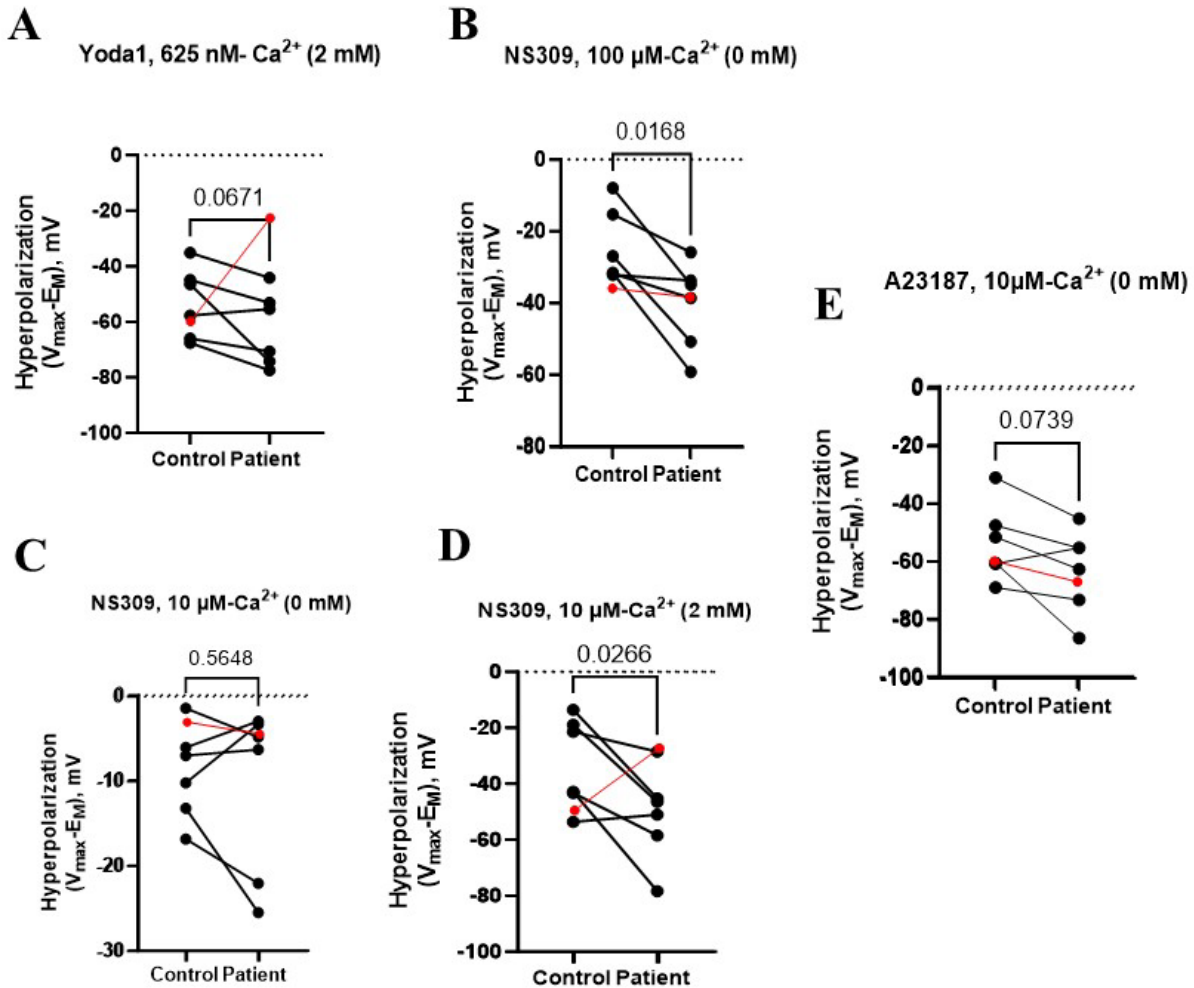 A
Yoda1, 625 nM- Ca²⁺ (2 mM)
0
-20
-40
-60
-80
-100
Hyperpolarization
(Vmax-EM), mV
0.0671
Control Patient
B
NS309, 100 µM-Ca²⁺ (0 mM)
0
-20
-40
-60
-80
Hyperpolarization
(Vmax-EM), mV
0.0168
Control Patient
C
NS309, 10 µM-Ca²⁺ (0 mM)
0
-10
-20
-30
Hyperpolarization
(Vmax-EM), mV
0.5648
Control Patient
D
NS309, 10 µM-Ca²⁺ (2 mM)
0
-20
-40
-60
-80
-100
Hyperpolarization
(Vmax-EM), mV
0.0266
Control Patient
E
A23187, 10µM-Ca²⁺ (0 mM)
0
-20
-40
-60
-80
-100
Hyperpolarization
(Vmax-EM), mV
0.0739
Control Patient